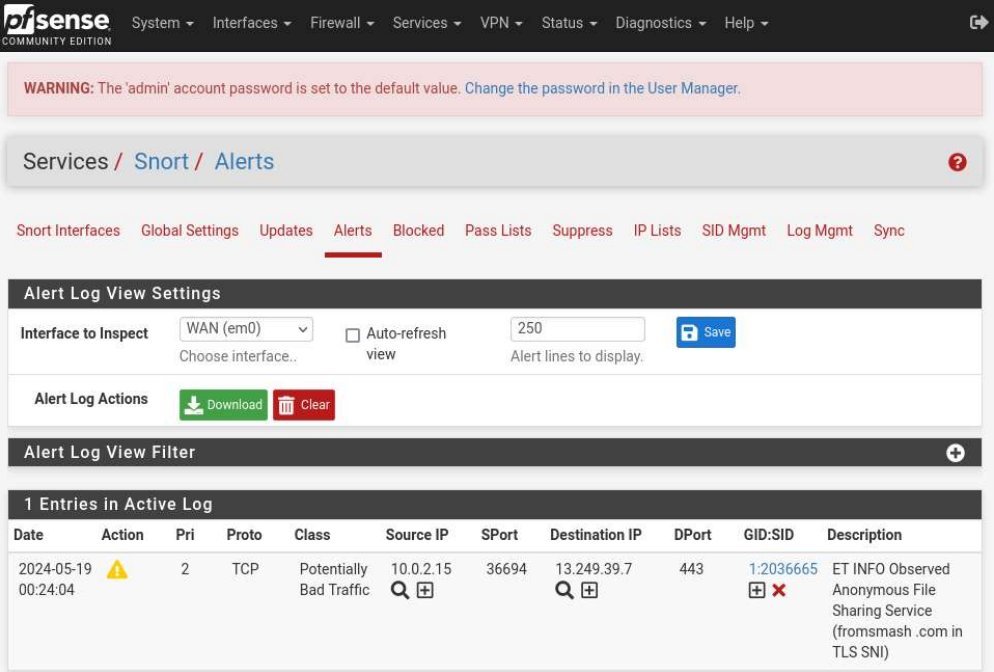 pfsense
COMMUNITY EDITION
System Interfaces Firewall Services VPN Status Diagnostics Help
WARNING: The 'admin' account password is set to the default value. Change the password in the User Manager.
Services / Snort / Alerts
Snort Interfaces Global Settings Updates Alerts Blocked Pass Lists Suppress IP Lists SID Mgmt Log Mgmt Sync
Alert Log View Settings
Interface to Inspect WAN (em0) Auto-refresh view 250 Save
Choose interface.. Alert lines to display.
Alert Log Actions Download Clear
Alert Log View Filter
1 Entries in Active Log
Date Action Pri Proto Class Source IP SPort Destination IP DPort GID:SID Description
2024-05-19 2 TCP Potentially 10.0.2.15 36694 13.249.39.7 443 1:2036665 ET INFO Observed
00:24:04 Bad Traffic Anonymous File
Sharing Service
(fromsmash .com in
TLS SNI)